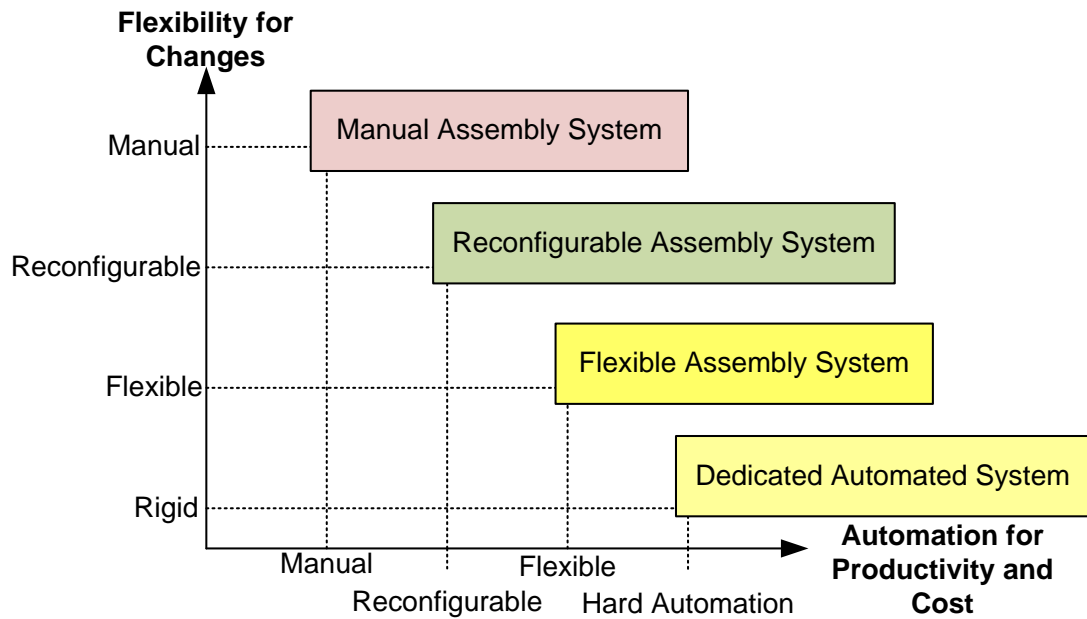 Flexibility for
Changes
Manual Assembly System
Manual
Reconfigurable Assembly System
Reconfigurable
Flexible Assembly System
Flexible
Dedicated Automated System
Rigid
Automation for
Productivity and
Cost
Manual
Flexible
Reconfigurable
Hard Automation